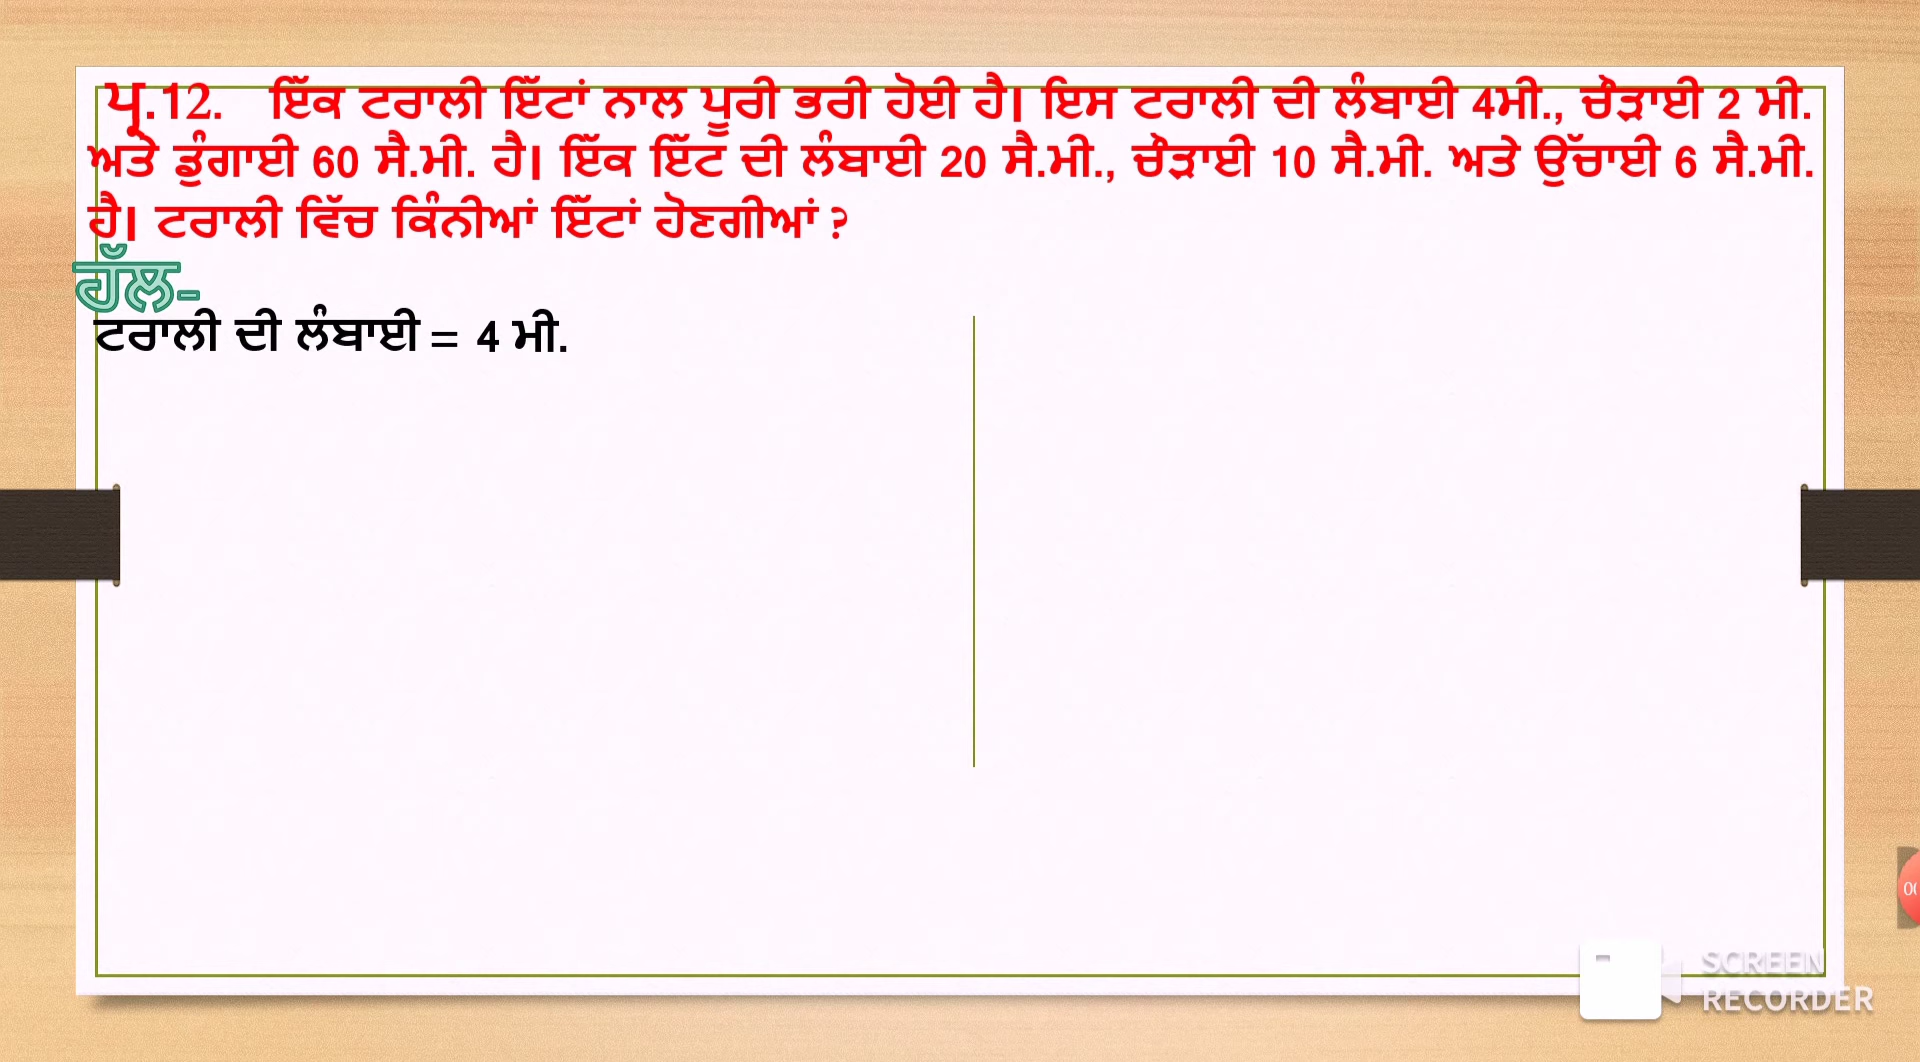 ਪ੍ਰ.12. ਇੱਕ ਟਰਾਲੀ ਇੱਟਾਂ ਨਾਲ ਪੂਰੀ ਭਰੀ ਹੋਈ ਹੈ। ਇਸ ਟਰਾਲੀ ਦੀ ਲੰਬਾਈ 4ਮੀ., ਚੌੜਾਈ 2 ਮੀ.
ਅਤੇ ਡੂੰਗਾਈ 60 ਸੈ.ਮੀ. ਹੈ। ਇੱਕ ਇੱਟ ਦੀ ਲੰਬਾਈ 20 ਸੈ.ਮੀ., ਚੌੜਾਈ 10 ਸੈ.ਮੀ. ਅਤੇ ਉੱਚਾਈ 6 ਸੈ.ਮੀ.
ਹੈ। ਟਰਾਲੀ ਵਿੱਚ ਕਿੰਨੀਆਂ ਇੱਟਾਂ ਹੋਣਗੀਆਂ ?
ਹੱਲ-
ਟਰਾਲੀ ਦੀ ਲੰਬਾਈ = 4 ਮੀ.
SCREEN
RECORDER